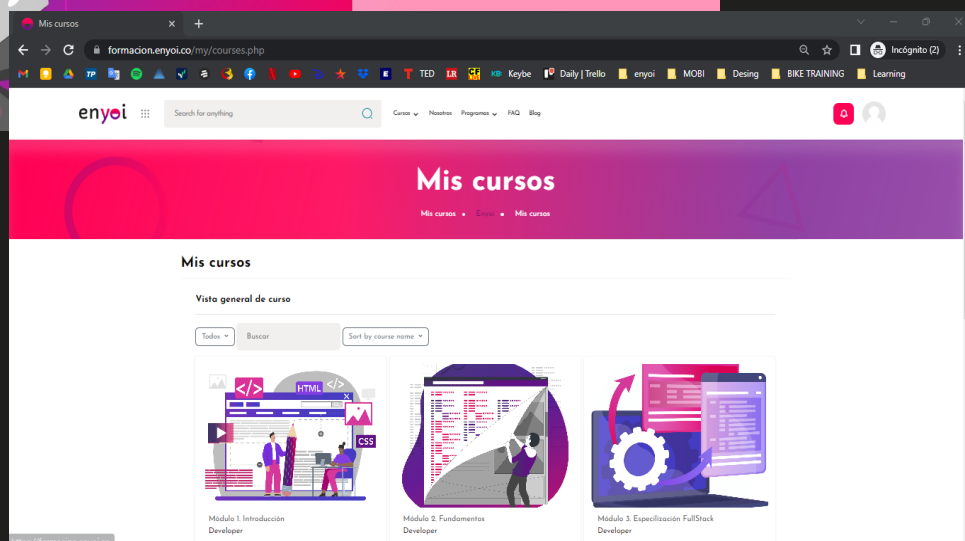 Mis cursos
formacion.enyoi.co/my/courses.php
Incógnito (2)
TP
E
T TED
LR
CF
KB: Keybe
Daily | Trello
enyoi
MOBI
Desing
BIKE TRAINING
Learning
enyoi
Search for anything
Cursos
Nosotros
Programas
FAQ
Blog
Mis cursos
Mis cursos • Enyoi • Mis cursos
Mis cursos
Vista general de curso
Todos
Buscar
Sort by course name
</>
HTML
</>
CSS
Módulo 1. Introducción
Developer
Módulo 2. Fundamentos
Developer
Módulo 3. Especilización FullStack
Developer